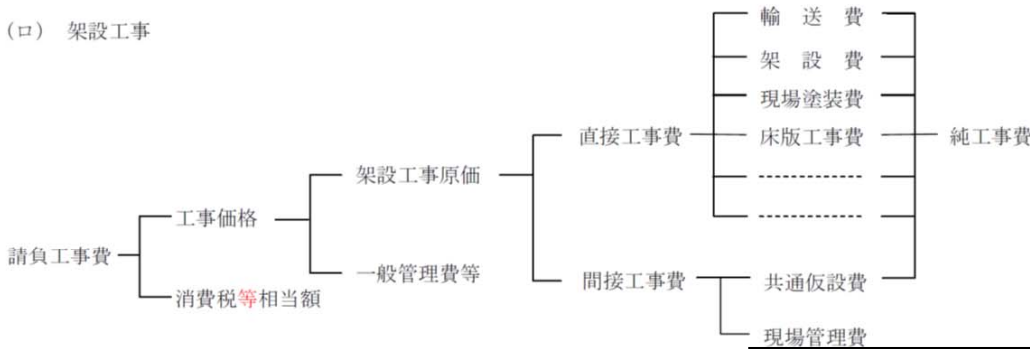 (ロ) 架設工事
輸送費
架設費
現場塗装費
直接工事費
床版工事費
純工事費
架設工事原価
工事価格
請負工事費
一般管理費等
間接工事費
共通仮設費
消費税等相当額
現場管理費